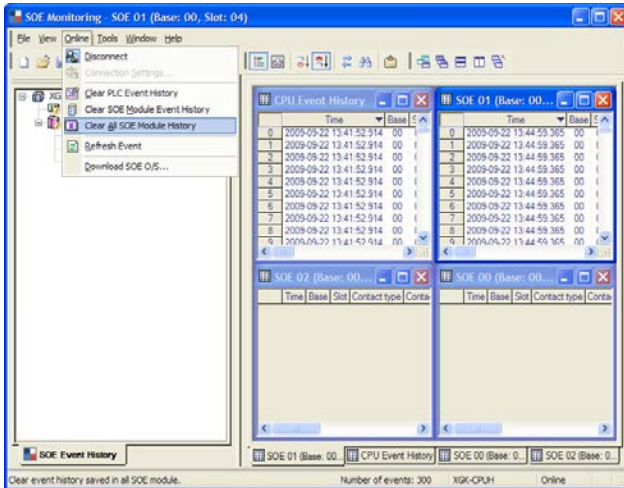 SOE Monitoring - SOE 01 (Base: 00, Slot: 04)
File View Online Tools Window Help
Disconnect
Connection Settings...
Clear PLC Event History
Clear SOE Module Event History
Clear All SOE Module History
Refresh Event
Download SOE O/S...
XG
CPU Event History
Time Base S
0 2009-09-22 13:41:52.914 00
1 2009-09-22 13:41:52.914 00
2 2009-09-22 13:41:52.914 00
3 2009-09-22 13:41:52.914 00
4 2009-09-22 13:41:52.914 00
5 2009-09-22 13:41:52.914 00
6 2009-09-22 13:41:52.914 00
7 2009-09-22 13:41:52.914 00
8 2009-09-22 13:41:52.914 00
9 2009-09-22 13:41:52.914 00
SOE 01 (Base: 00...
Time Base S
0 2009-09-22 13:44:59.365 00
1 2009-09-22 13:44:59.365 00
2 2009-09-22 13:44:59.365 00
3 2009-09-22 13:44:59.365 00
4 2009-09-22 13:44:59.365 00
5 2009-09-22 13:44:59.365 00
6 2009-09-22 13:44:59.365 00
7 2009-09-22 13:44:59.365 00
8 2009-09-22 13:44:59.365 00
9 2009-09-22 13:44:59.365 00
SOE 02 (Base: 00...
Time Base Slot Contact type Conta
SOE 00 (Base: 00...
Time Base Slot Contact type Conta
SOE Event History
SOE 01 (Base: 00... CPU Event History SOE 00 (Base: 0... SOE 02 (Base: 0...
Clear event history saved in all SOE module. Number of events: 300 XGK-CPUH Online